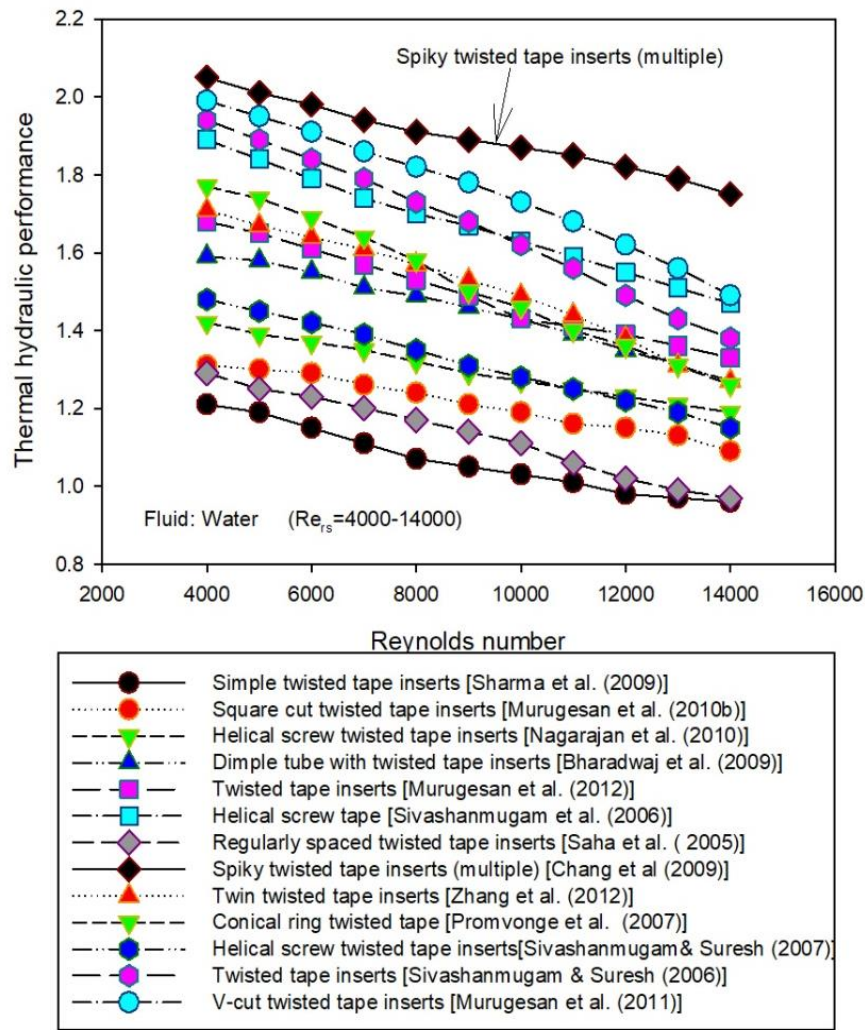 2.2
2.0
1.8
1.6
1.4
1.2
1.0
0.8
Thermal hydraulic performance
Spiky twisted tape inserts (multiple)
Fluid: Water (Re_rs=4000-14000)
2000 4000 6000 8000 10000 12000 14000 16000
Reynolds number
Simple twisted tape inserts [Sharma et al. (2009)]
Square cut twisted tape inserts [Murugesan et al. (2010b)]
Helical screw twisted tape inserts [Nagarajan et al. (2010)
Dimple tube with twisted tape inserts [Bharadwaj et al. (2009)]
Twisted tape inserts [Murugesan et al. (2012)]
Helical screw tape [Sivashanmugam et al. (2006)]
Regularly spaced twisted tape inserts [Saha et al. ( 2005)]
Spiky twisted tape inserts (multiple) [Chang et al (2009)]
Twin twisted tape inserts [Zhang et al. (2012)]
Conical ring twisted tape [Promvonge et al. (2007)]
Helical screw twisted tape inserts[Sivashanmugam& Suresh (2007)]
Twisted tape inserts [Sivashanmugam & Suresh (2006)]
V-cut twisted tape inserts [Murugesan et al. (2011)]